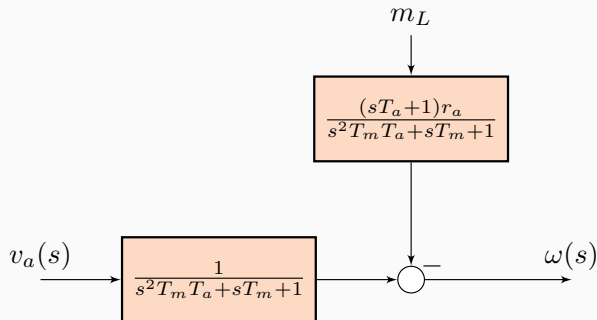 m_L
(sT_a+1)r_a
s^2T_mT_a+sT_m+1
v_a(s)
1
s^2T_mT_a+sT_m+1
−
ω(s)